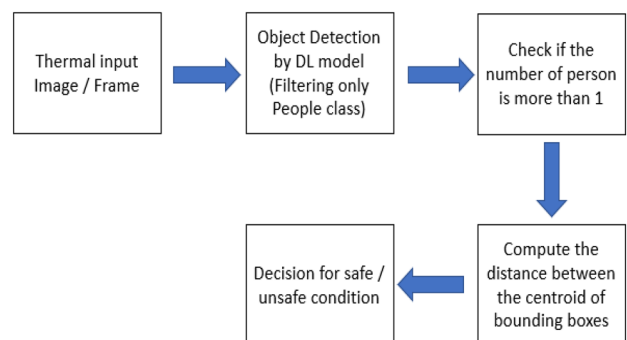 Thermal input
Image / Frame
Object Detection
by DL model
(Filtering only
People class)
Check if the
number of person
is more than 1
Compute the
distance between
the centroid of
bounding boxes
Decision for safe /
unsafe condition